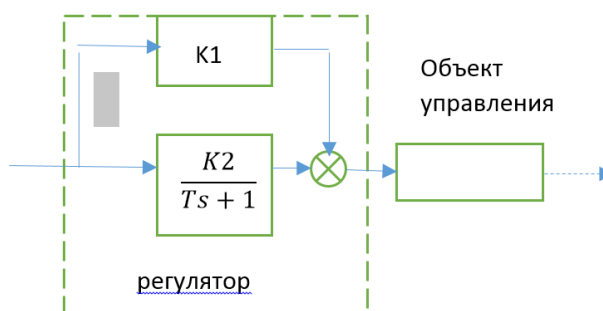 K1
Объект
управления
K2
Ts + 1
регулятор